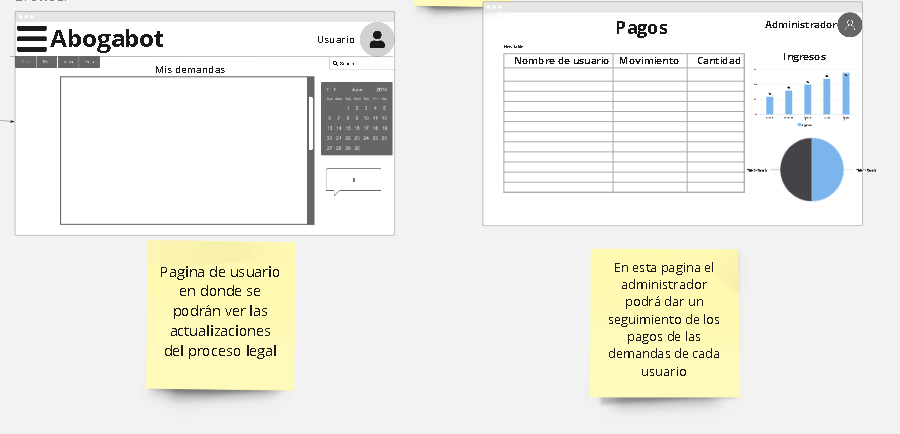 Abogabot
Usuario
Mis demandas
June 2015
1 2 3 4 5
6 7 8 9 10 11 12
13 14 15 16 17 18 19
20 21 22 23 24 25 26
27 28 29 30
Pagina de usuario
en donde se
podrán ver las
actualizaciones
del proceso legal
Pagos
Administrador
Nombre de usuario Movimiento Cantidad
Ingresos
En esta pagina el
administrador
podrá dar un
seguimiento de los
pagos de las
demandas de cada
usuario